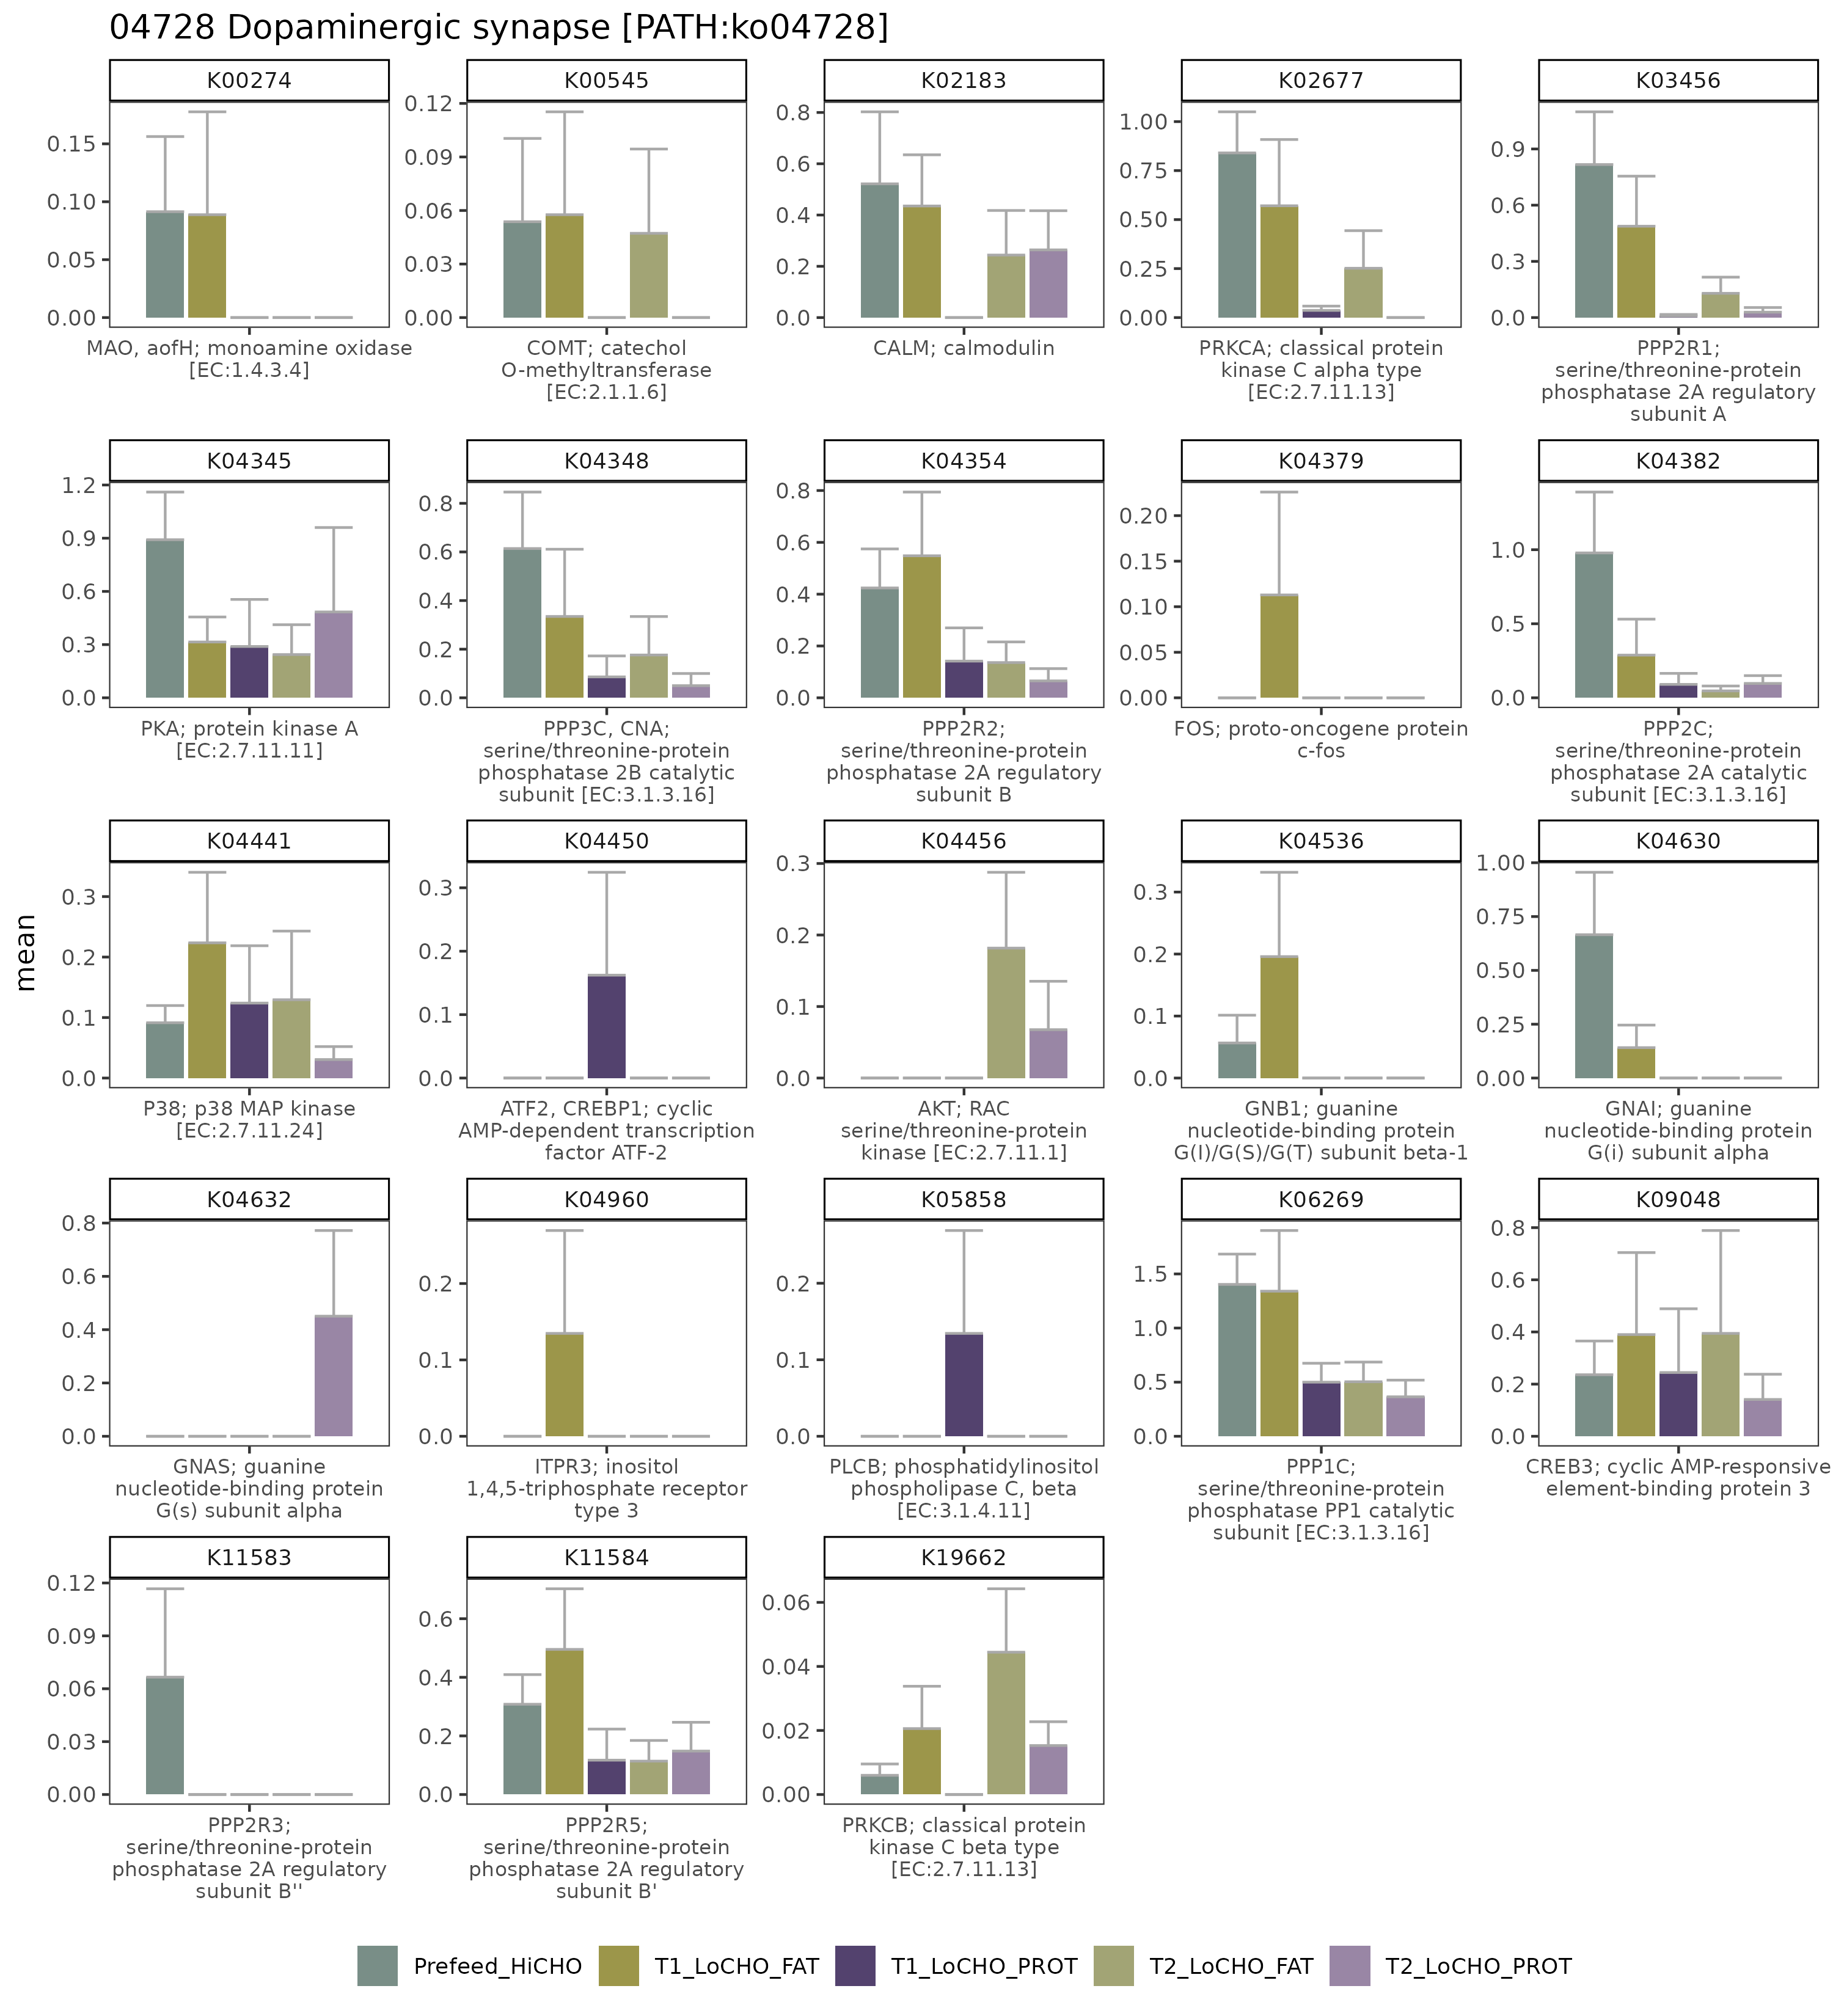 04728 Dopaminergic synapse [PATH:ko04728]
K00274
K00545
K02183
K02677
K03456
0.15
0.10
0.05
0.00
0.12
0.09
0.06
0.03
0.00
0.8
0.6
0.4
0.2
0.0
1.00
0.75
0.50
0.25
0.00
0.9
0.6
0.3
0.0
MAO, aofH; monoamine oxidase
[EC:1.4.3.4]
COMT; catechol
O-methyltransferase
[EC:2.1.1.6]
CALM; calmodulin
PRKCA; classical protein
kinase C alpha type
[EC:2.7.11.13]
PPP2R1;
serine/threonine-protein
phosphatase 2A regulatory
subunit A
K04345
K04348
K04354
K04379
K04382
1.2
0.9
0.6
0.3
0.0
0.8
0.6
0.4
0.2
0.0
0.8
0.6
0.4
0.2
0.0
0.20
0.15
0.10
0.05
0.00
1.0
0.5
0.0
PKA; protein kinase A
[EC:2.7.11.11]
PPP3C, CNA;
serine/threonine-protein
phosphatase 2B catalytic
subunit [EC:3.1.3.16]
PPP2R2;
serine/threonine-protein
phosphatase 2A regulatory
subunit B
FOS; proto-oncogene protein
c-fos
PPP2C;
serine/threonine-protein
phosphatase 2A catalytic
subunit [EC:3.1.3.16]
mean
K04441
K04450
K04456
K04536
K04630
0.3
0.2
0.1
0.0
0.3
0.2
0.1
0.0
0.3
0.2
0.1
0.0
0.3
0.2
0.1
0.0
1.00
0.75
0.50
0.25
0.00
P38; p38 MAP kinase
[EC:2.7.11.24]
ATF2, CREBP1; cyclic
AMP-dependent transcription
factor ATF-2
AKT; RAC
serine/threonine-protein
kinase [EC:2.7.11.1]
GNB1; guanine
nucleotide-binding protein
G(I)/G(S)/G(T) subunit beta-1
GNAI; guanine
nucleotide-binding protein
G(i) subunit alpha
K04632
K04960
K05858
K06269
K09048
0.8
0.6
0.4
0.2
0.0
0.2
0.1
0.0
0.2
0.1
0.0
1.5
1.0
0.5
0.0
0.8
0.6
0.4
0.2
0.0
GNAS; guanine
nucleotide-binding protein
G(s) subunit alpha
ITPR3; inositol
1,4,5-triphosphate receptor
type 3
PLCB; phosphatidylinositol
phospholipase C, beta
[EC:3.1.4.11]
PPP1C;
serine/threonine-protein
phosphatase PP1 catalytic
subunit [EC:3.1.3.16]
CREB3; cyclic AMP-responsive
element-binding protein 3
K11583
K11584
K19662
0.12
0.09
0.06
0.03
0.00
0.6
0.4
0.2
0.0
0.06
0.04
0.02
0.00
PPP2R3;
serine/threonine-protein
phosphatase 2A regulatory
subunit B''
PPP2R5;
serine/threonine-protein
phosphatase 2A regulatory
subunit B'
PRKCB; classical protein
kinase C beta type
[EC:2.7.11.13]
Prefeed_HiCHO
T1_LoCHO_FAT
T1_LoCHO_PROT
T2_LoCHO_FAT
T2_LoCHO_PROT